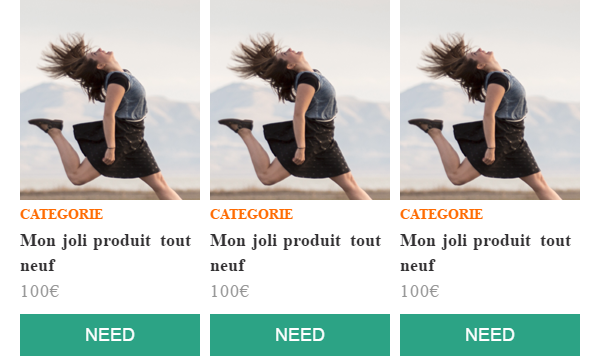 CATEGORIE
Mon joli produit tout
neuf
100€
NEED
CATEGORIE
Mon joli produit tout
neuf
100€
NEED
CATEGORIE
Mon joli produit tout
neuf
100€
NEED